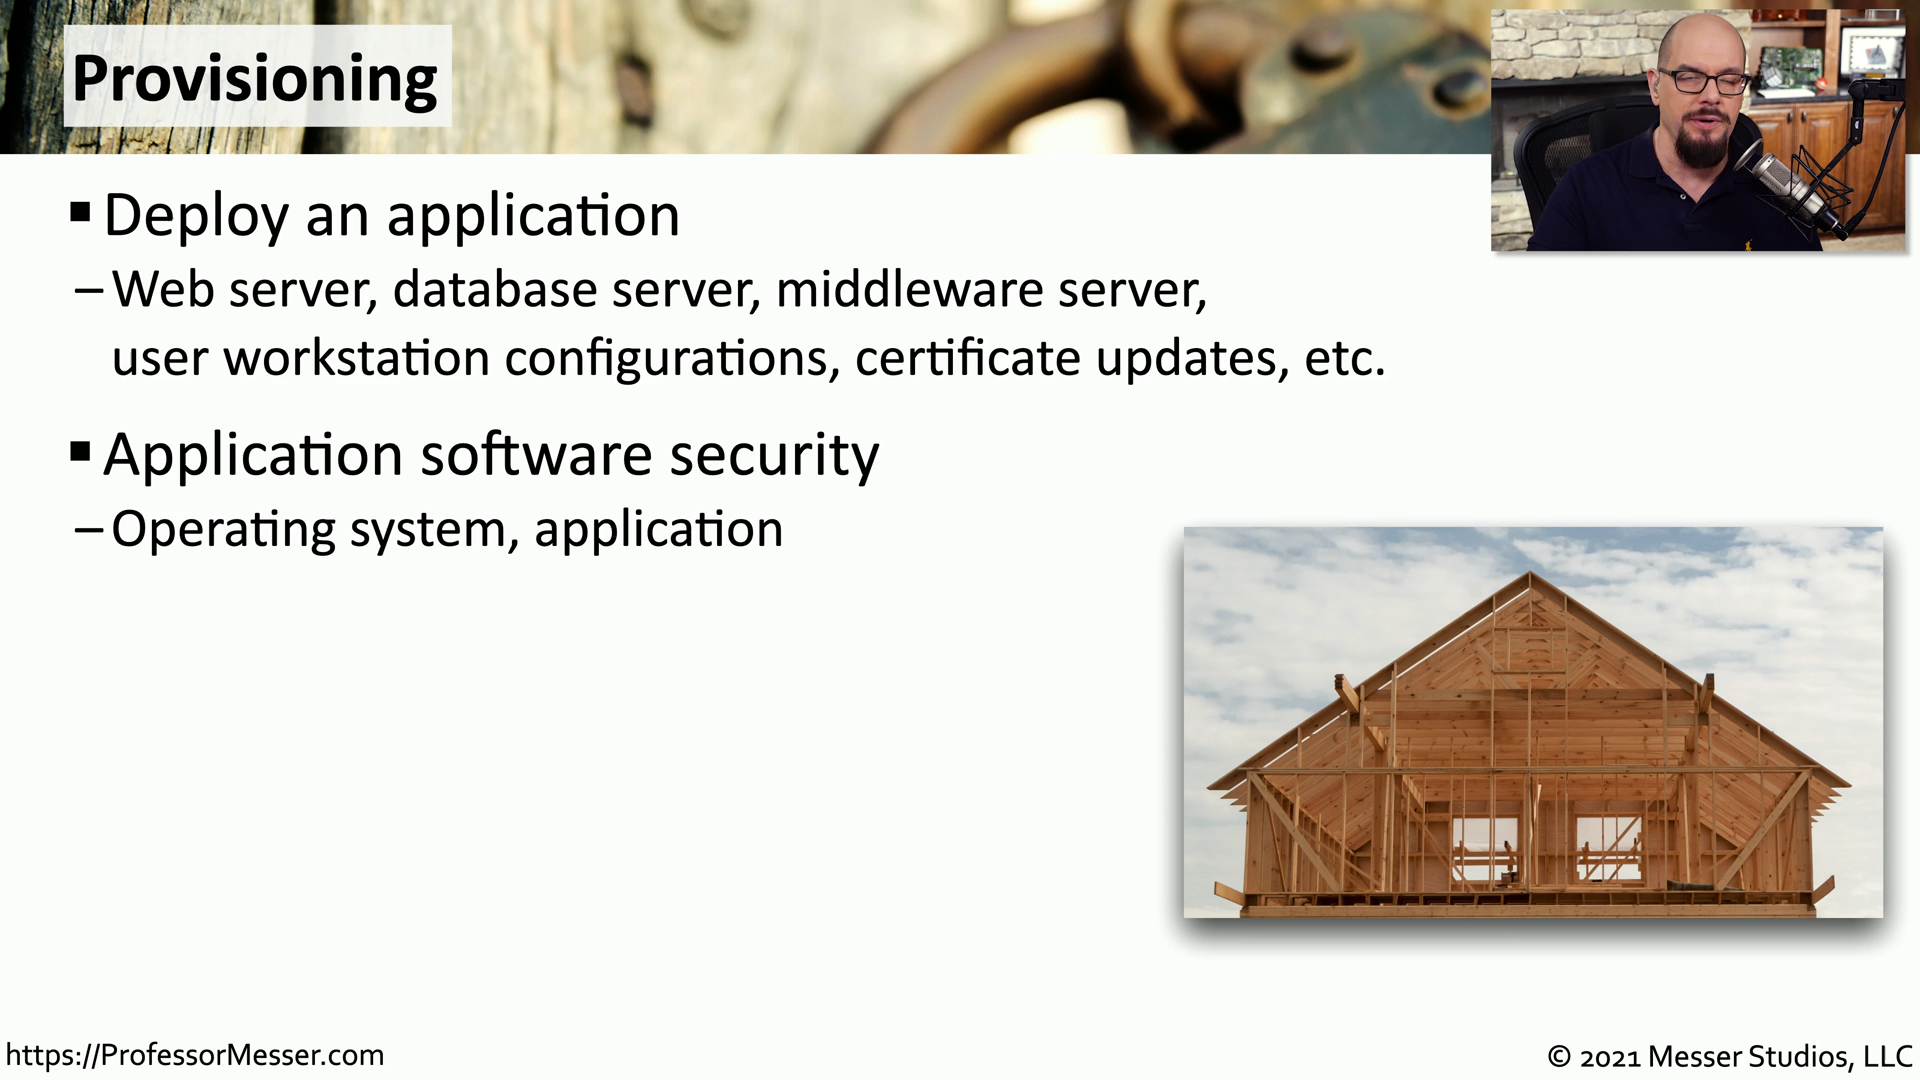 Provisioning
▪ Deploy an application
– Web server, database server, middleware server,
user workstation configurations, certificate updates, etc.
▪ Application software security
– Operating system, application
https://ProfessorMesser.com
© 2021 Messer Studios, LLC